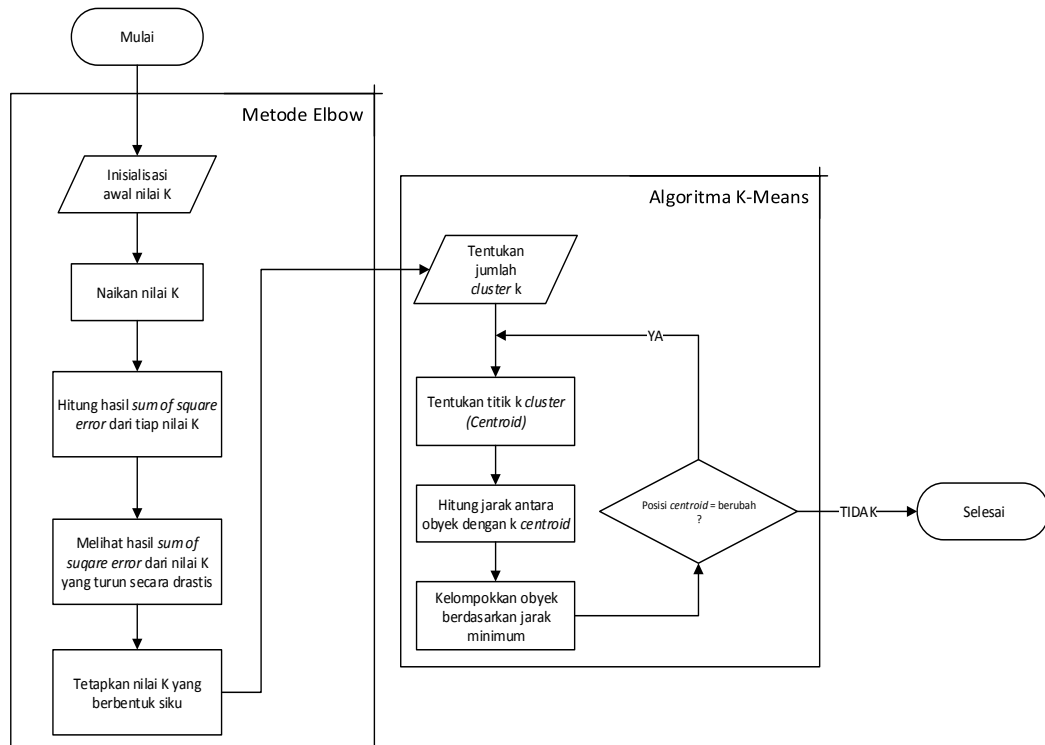 Mulai
Metode Elbow
Inisialisasi
awal nilai K
Naikan nilai K
Hitung hasil sum of square
error dari tiap nilai K
Melihat hasil sum of
suqare error dari nilai K
yang turun secara drastis
Tetapkan nilai K yang
berbentuk siku
Algoritma K-Means
Tentukan
jumlah
cluster k
YA
Tentukan titik k cluster
(Centroid)
Hitung jarak antara
obyek dengan k centroid
Kelompokkan obyek
berdasarkan jarak
minimum
Posisi centroid = berubah
?
TIDAK
Selesai